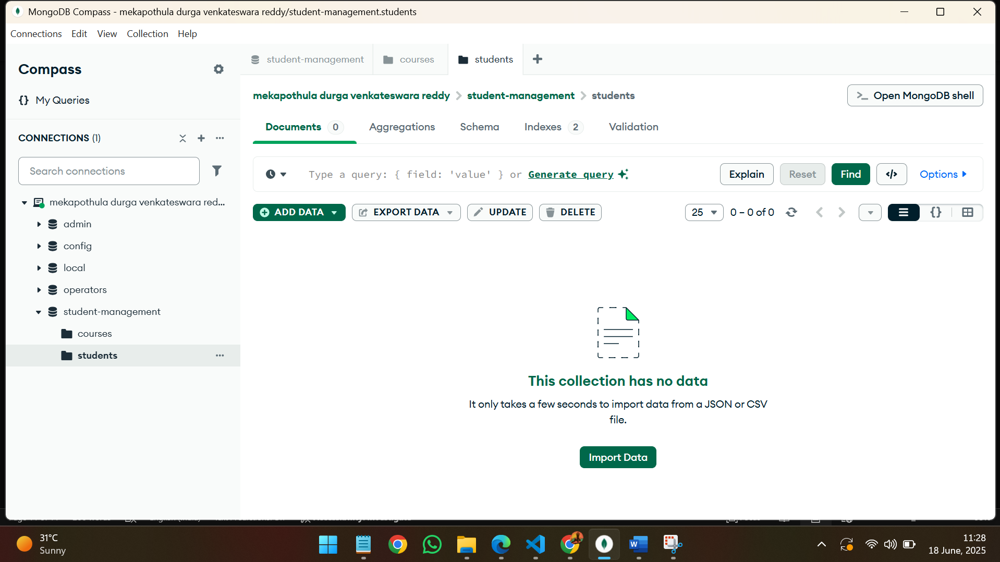 MongoDB Compass - mekapothula durga venkateswara reddy/student-management.students
Connections Edit View Collection Help
Compass
My Queries
CONNECTIONS (1)
Search connections
mekapothula durga venkateswara red...
admin
config
local
operators
student-management
courses
students
student-management courses students
mekapothula durga venkateswara reddy > student-management > students
>_ Open MongoDB shell
Documents 0 Aggregations Schema Indexes 2 Validation
Type a query: { field: 'value' } or Generate query
Explain Reset Find </> Options
ADD DATA EXPORT DATA UPDATE DELETE
25 0 – 0 of 0 {}
This collection has no data
It only takes a few seconds to import data from a JSON or CSV
file.
Import Data
31°C
Sunny
11:28
18 June, 2025